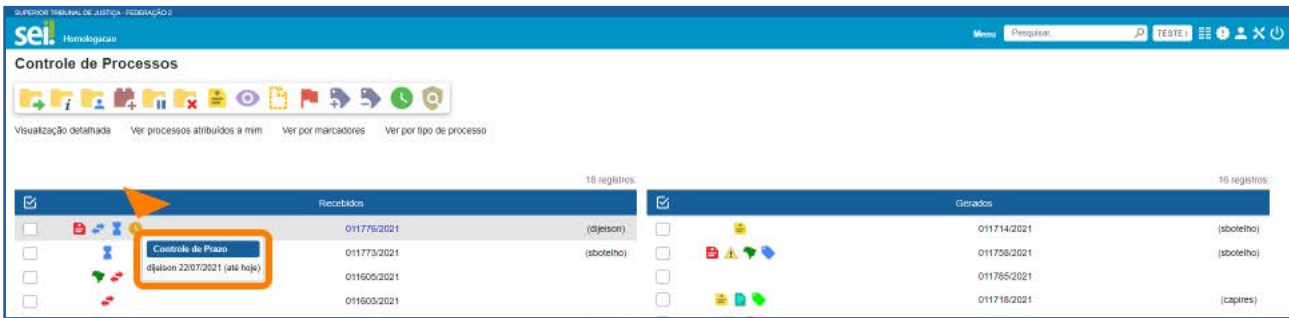 SUPERIOR TRIBUNAL DE JUSTIÇA - FEDERAÇÃO 2
sei! Homologacao
Menu Pesquisar... TESTE I
Controle de Processos
Visualização detalhada Ver processos atribuídos a mim Ver por marcadores Ver por tipo de processo
18 registros: 16 registros:
Recebidos Gerados
011776/2021 (dijeison) 011714/2021 (sbotelho)
Controle de Prazo
011773/2021 (sbotelho) 011758/2021 (sbotelho)
dijeison 22/07/2021 (até hoje)
011605/2021 011785/2021
011603/2021 011718/2021 (capires)